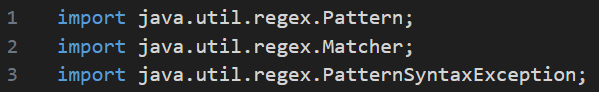 1 import java.util.regex.Pattern;
2 import java.util.regex.Matcher;
3 import java.util.regex.PatternSyntaxException;